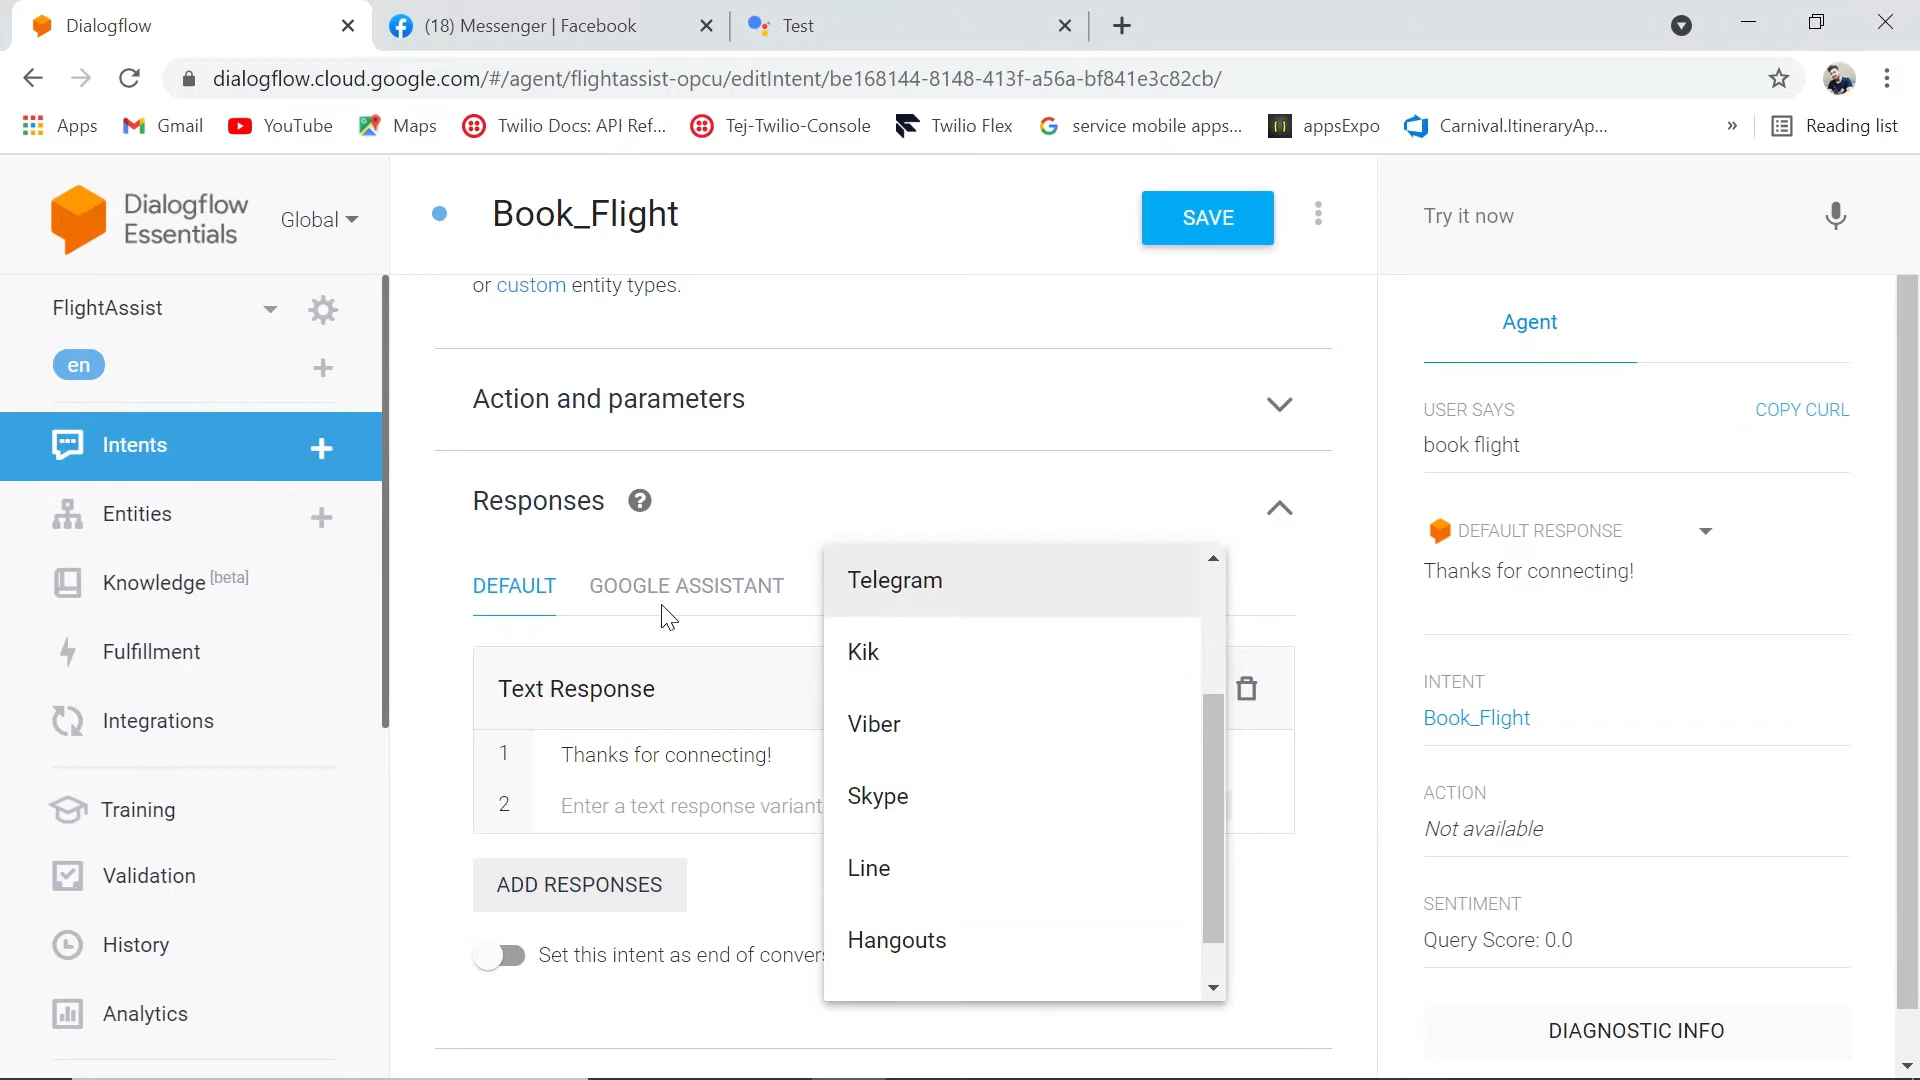 Dialogflow
(18) Messenger | Facebook
Test
dialogflow.cloud.google.com/#/agent/flightassist-opcu/editIntent/be168144-8148-413f-a56a-bf841e3c82cb/
Apps
Gmail
YouTube
Maps
Twilio Docs: API Ref...
Tej-Twilio-Console
Twilio Flex
service mobile apps...
appsExpo
Carnival.ItineraryAp...
»
Reading list
Dialogflow
Essentials
Global
Book_Flight
SAVE
Try it now
FlightAssist
en
Intents
Entities
Knowledge [beta]
Fulfillment
Integrations
Training
Validation
History
Analytics
or custom entity types.
Action and parameters
Responses
DEFAULT
GOOGLE ASSISTANT
Text Response
1 Thanks for connecting!
2 Enter a text response variant
ADD RESPONSES
Set this intent as end of conver
Telegram
Kik
Viber
Skype
Line
Hangouts
Agent
USER SAYS
COPY CURL
book flight
DEFAULT RESPONSE
Thanks for connecting!
INTENT
Book_Flight
ACTION
Not available
SENTIMENT
Query Score: 0.0
DIAGNOSTIC INFO